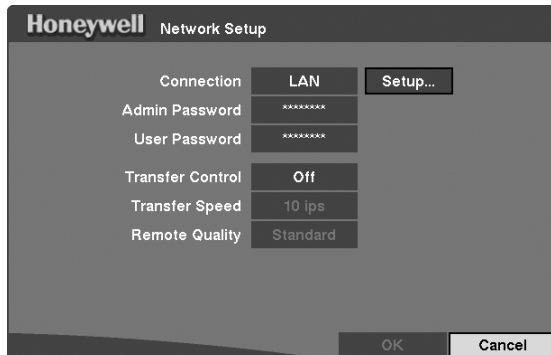 Honeywell Network Setup
Connection LAN Setup...
Admin Password ********
User Password ********
Transfer Control Off
Transfer Speed 10 ips
Remote Quality Standard
OK Cancel